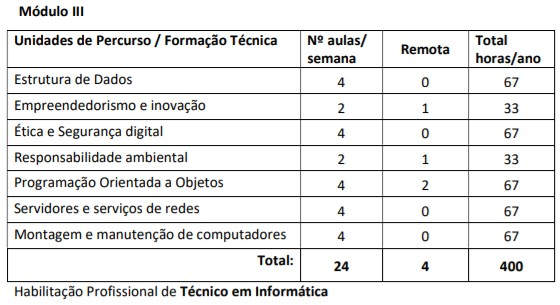 Módulo III
Unidades de Percurso / Formação Técnica Nº aulas/ semana Remota Total horas/ano
Estrutura de Dados 4 0 67
Empreendedorismo e inovação 2 1 33
Ética e Segurança digital 4 0 67
Responsabilidade ambiental 2 1 33
Programação Orientada a Objetos 4 2 67
Servidores e serviços de redes 4 0 67
Montagem e manutenção de computadores 4 0 67
Total: 24 4 400
Habilitação Profissional de Técnico em Informática